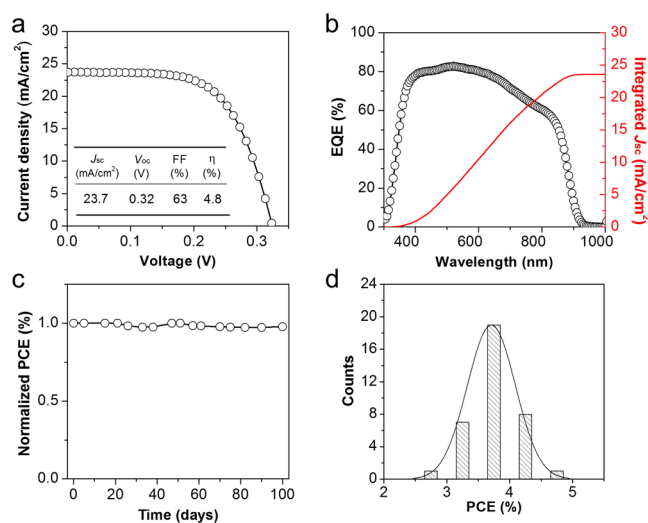 a
Current density (mA/cm²)
30
25
20
15
10
5
0
Jsc Voc FF η
(mA/cm²) (V) (%) (%)
23.7 0.32 63 4.8
0.0 0.1 0.2 0.3
Voltage (V)
b
EQE (%)
100
80
60
40
20
0
Integrated Jsc (mA/cm²)
30
25
20
15
10
5
0
400 600 800 1000
Wavelength (nm)
c
Normalized PCE (%)
1.0
0.5
0.0
0 20 40 60 80 100
Time (days)
d
Counts
24
20
16
12
8
4
0
2 3 4 5
PCE (%)